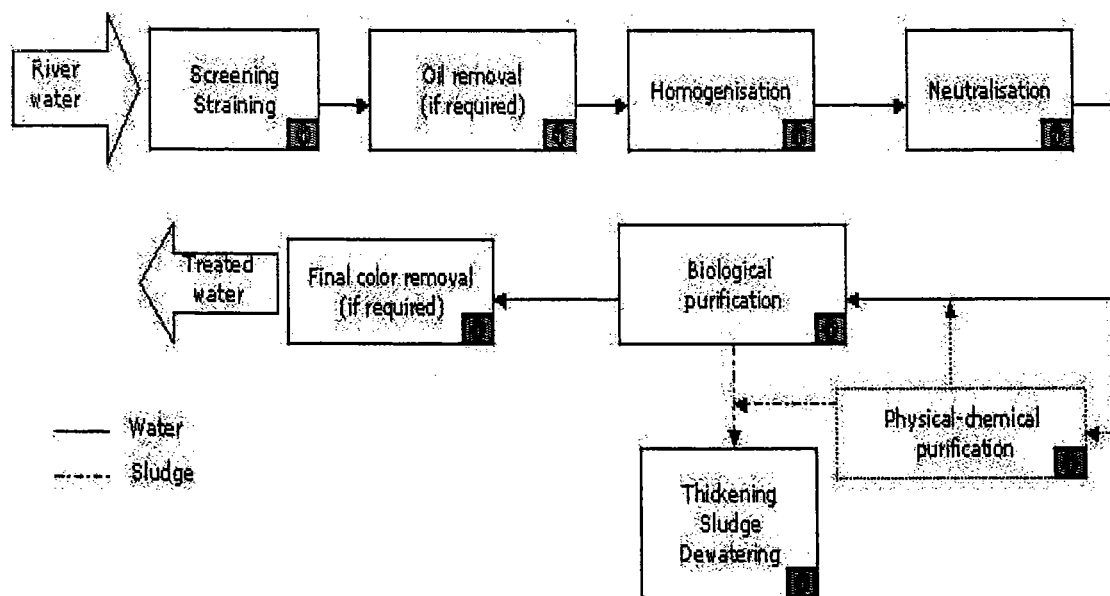 River
water
Screening
Straining
Oil removal
(if required)
Homogenisation
Neutralisation
Treated
water
Final color removal
(if required)
Biological
purification
Physical-chemical
purification
Water
Sludge
Thickening
Sludge
Dewatering